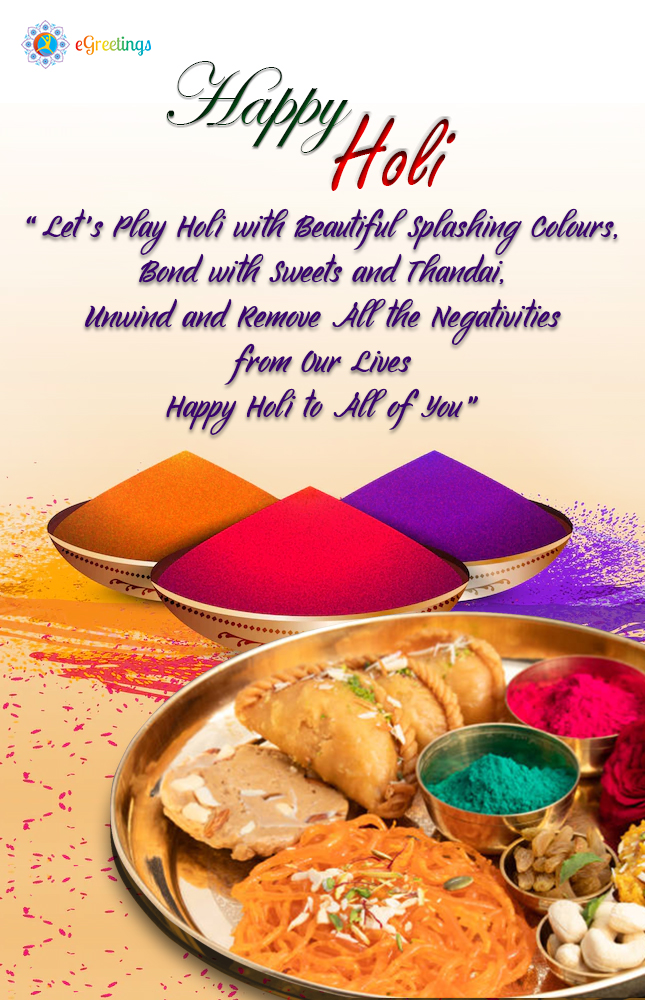 eGreetings
Happy
Holi
“Let's Play Holi with Beautiful Splashing Colours,
Bond with Sweets and Thandai,
Unwind and Remove All the Negativities
from Our Lives
Happy Holi to All of You”